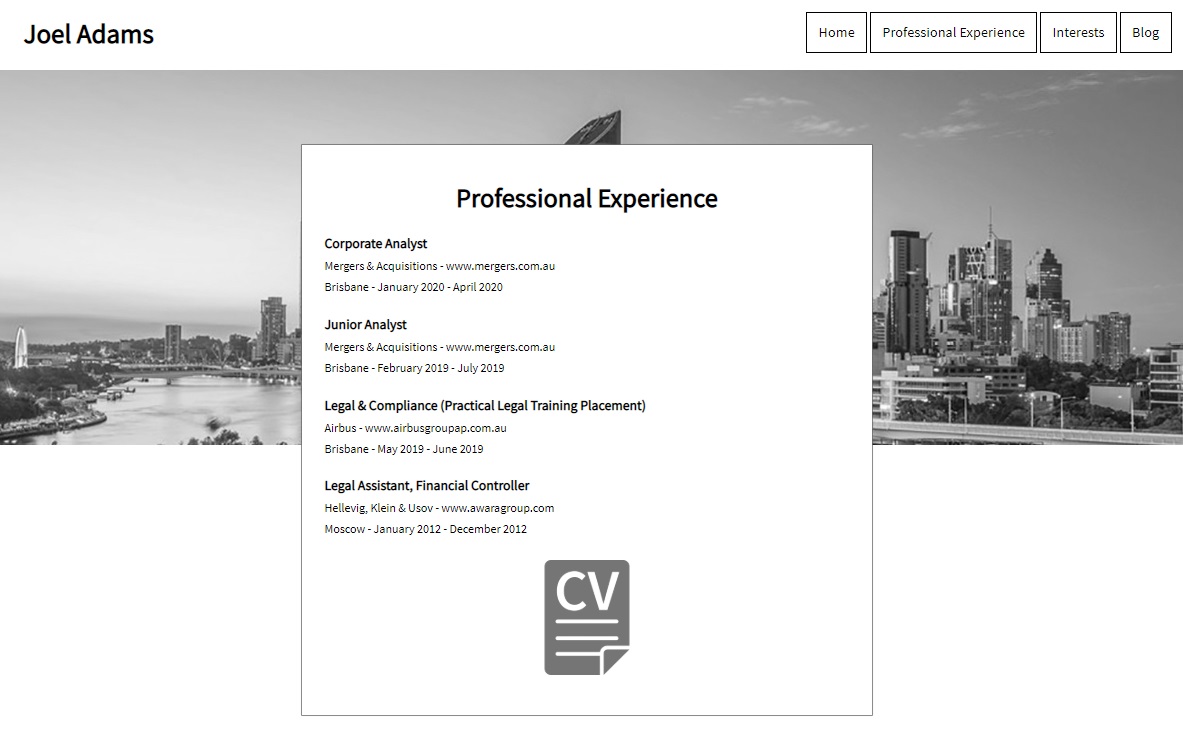 Joel Adams
Home
Professional Experience
Interests
Blog
Professional Experience
Corporate Analyst
Mergers & Acquisitions - www.mergers.com.au
Brisbane - January 2020 - April 2020
Junior Analyst
Mergers & Acquisitions - www.mergers.com.au
Brisbane - February 2019 - July 2019
Legal & Compliance (Practical Legal Training Placement)
Airbus - www.airbusgroupap.com.au
Brisbane - May 2019 - June 2019
Legal Assistant, Financial Controller
Hellevig, Klein & Usov - www.awaragroup.com
Moscow - January 2012 - December 2012
CV